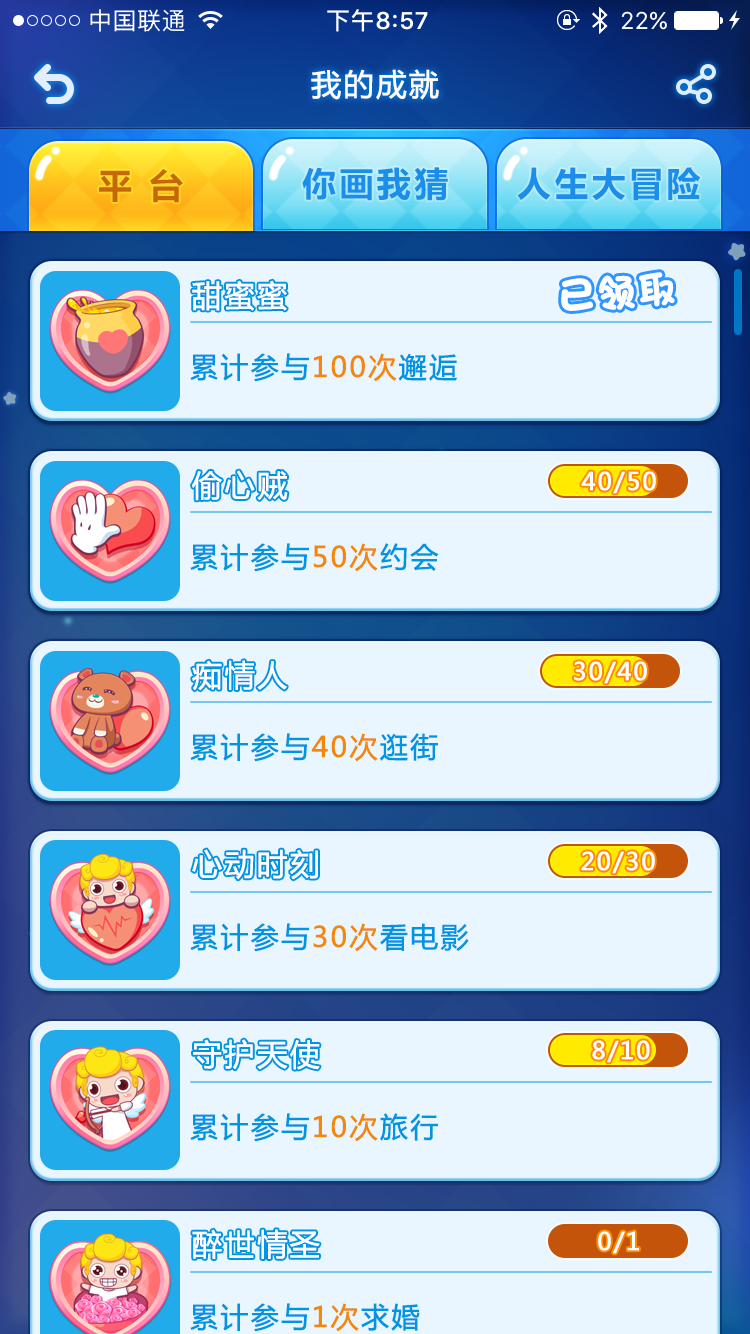 中国联通 下午8:57 22%
我的成就
平台 你画我猜 人生大冒险
甜蜜蜜 已领取
累计参与100次邂逅
偷心贼 40/50
累计参与50次约会
痴情人 30/40
累计参与40次逛街
心动时刻 20/30
累计参与30次看电影
守护天使 8/10
累计参与10次旅行
醉世情圣 0/1
累计参与1次求婚